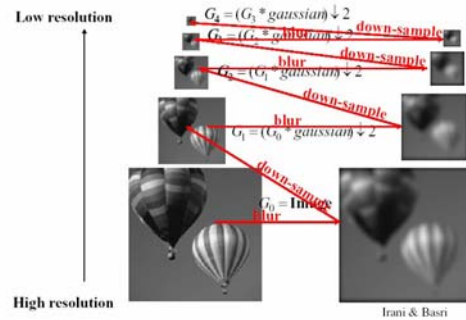 Low resolution
G₄ = (G₃ * gaussian) ↓ 2
down-sample
blur
down-sample
blur
G₂ = (G₁ * gaussian) ↓ 2
down-sample
blur
G₁ = (G₀ * gaussian) ↓ 2
down-sample
G₀ = Image
blur
High resolution
Irani & Basri